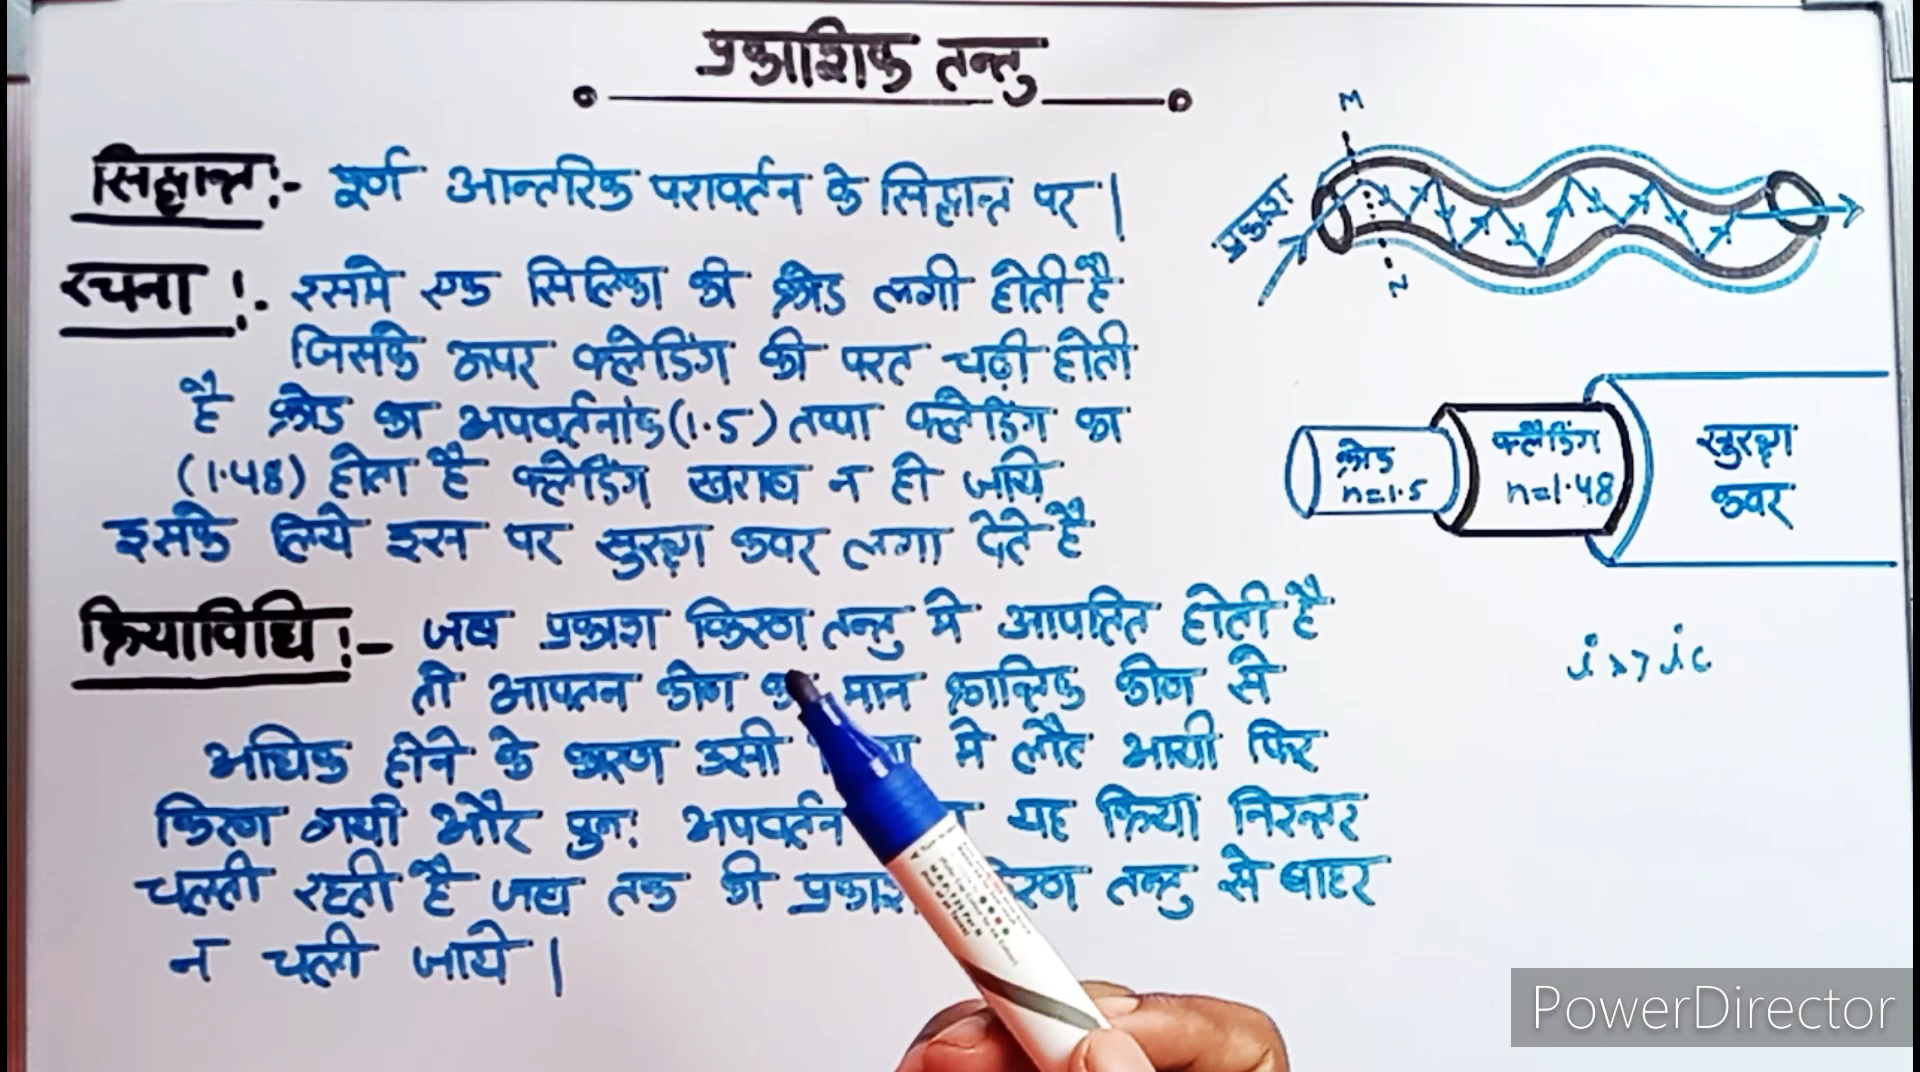 प्रकाशिक तन्तु
सिद्धान्त :- पूर्ण आन्तरिक परावर्तन के सिद्धान्त पर |
रचना :- इसमे एक सिल्किा की क्रोड लगी होती है
जिसके ऊपर क्लेडिंग की परत चढ़ी होती
है क्रोड का अपवर्तनांक (1.5) तथा क्लेडिंग का
(1.48) होता है क्लेडिंग खराब न हो जाये
इसके लिये इस पर सुरक्षा कवर लगा देते है
क्रियाविधि :- जब प्रकाश किरण तन्तु मे आपतित होती है
तो आपतन कोण का मान क्रान्तिक कोण से
अधिक होने के कारण उसी मे लौट आयी फिर
किरण गयी और पुनः अपवर्तन यह क्रिया निरन्तर
चलती रहती है जब तक की प्रकाश किरण तन्तु से बाहर
न चली जाये |
M
प्रकाश
N
क्रोड
n=1.5
क्लैडिंग
n=1.48
सुरक्षा
कवर
i >> ic
PowerDirector